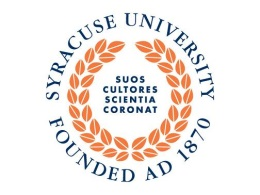 SYRACUSE UNIVERSITY
SUOS
CULTORES
SCIENTIA
CORONAT
FOUNDED AD 1870